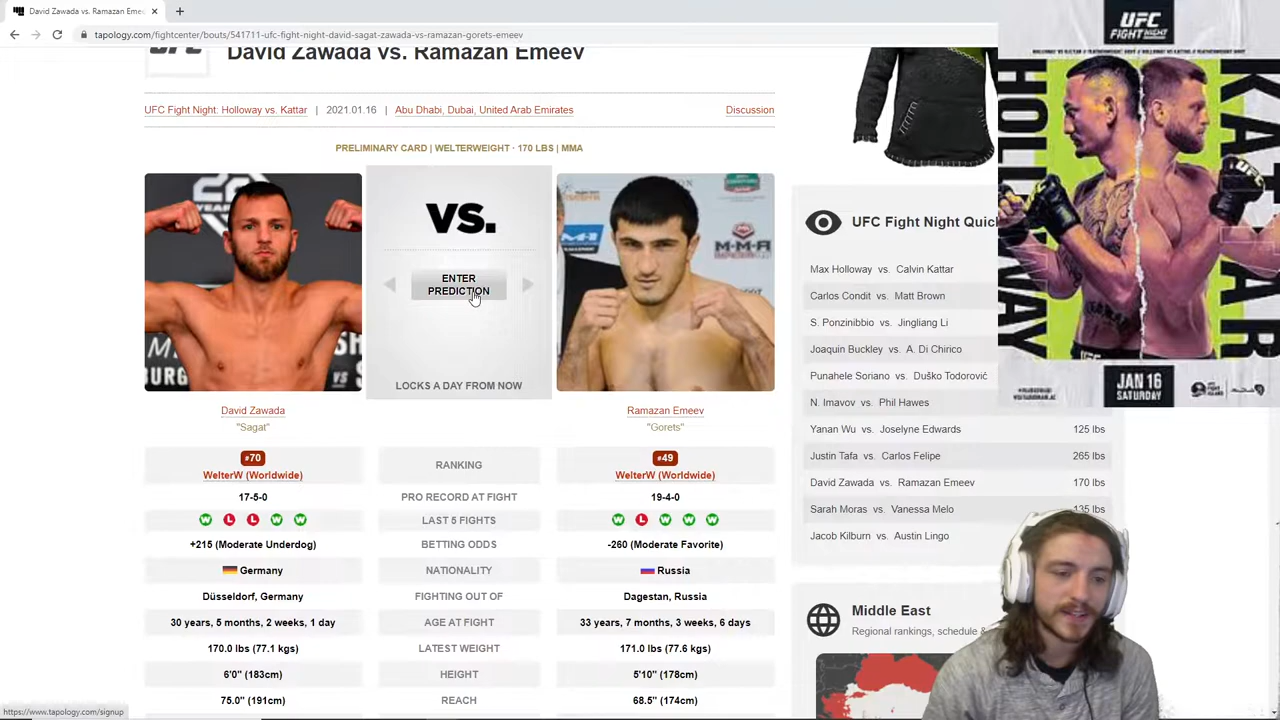 David Zawada vs. Ramazan Emee
tapology.com/fightcenter/bouts/541711-ufc-fight-night-david-sagat-zawada-vs-ramazan-gorets-emeev
David Zawada vs. Ramazan Emeev
UFC Fight Night: Holloway vs. Kattar | 2021.01.16 | Abu Dhabi, Dubai, United Arab Emirates
Discussion
PRELIMINARY CARD | WELTERWEIGHT · 170 LBS | MMA
VS.
ENTER
PREDICTION
LOCKS A DAY FROM NOW
David Zawada
"Sagat"
Ramazan Emeev
"Gorets"
#70
WelterW (Worldwide)
RANKING
#49
WelterW (Worldwide)
17-5-0
PRO RECORD AT FIGHT
19-4-0
W L L W W
LAST 5 FIGHTS
W L W W W
+215 (Moderate Underdog)
BETTING ODDS
-260 (Moderate Favorite)
Germany
NATIONALITY
Russia
Düsseldorf, Germany
FIGHTING OUT OF
Dagestan, Russia
30 years, 5 months, 2 weeks, 1 day
AGE AT FIGHT
33 years, 7 months, 3 weeks, 6 days
170.0 lbs (77.1 kgs)
LATEST WEIGHT
171.0 lbs (77.6 kgs)
6'0" (183cm)
HEIGHT
5'10" (178cm)
75.0" (191cm)
REACH
68.5" (174cm)
https://www.tapology.com/signup
UFC Fight Night Quic
Max Holloway vs. Calvin Kattar
Carlos Condit vs. Matt Brown
S. Ponzinibbio vs. Jingliang Li
Joaquin Buckley vs. A. Di Chirico
Punahele Soriano vs. Duško Todorović
N. Imavov vs. Phil Hawes
Yanan Wu vs. Joselyne Edwards 125 lbs
Justin Tafa vs. Carlos Felipe 265 lbs
David Zawada vs. Ramazan Emeev 170 lbs
Sarah Moras vs. Vanessa Melo 135 lbs
Jacob Kilburn vs. Austin Lingo
Middle East
Regional rankings, schedule &
UFC
FIGHT NIGHT
HOLLOWAY
KATTAR
JAN 16
SATURDAY
M-1
M-M-A